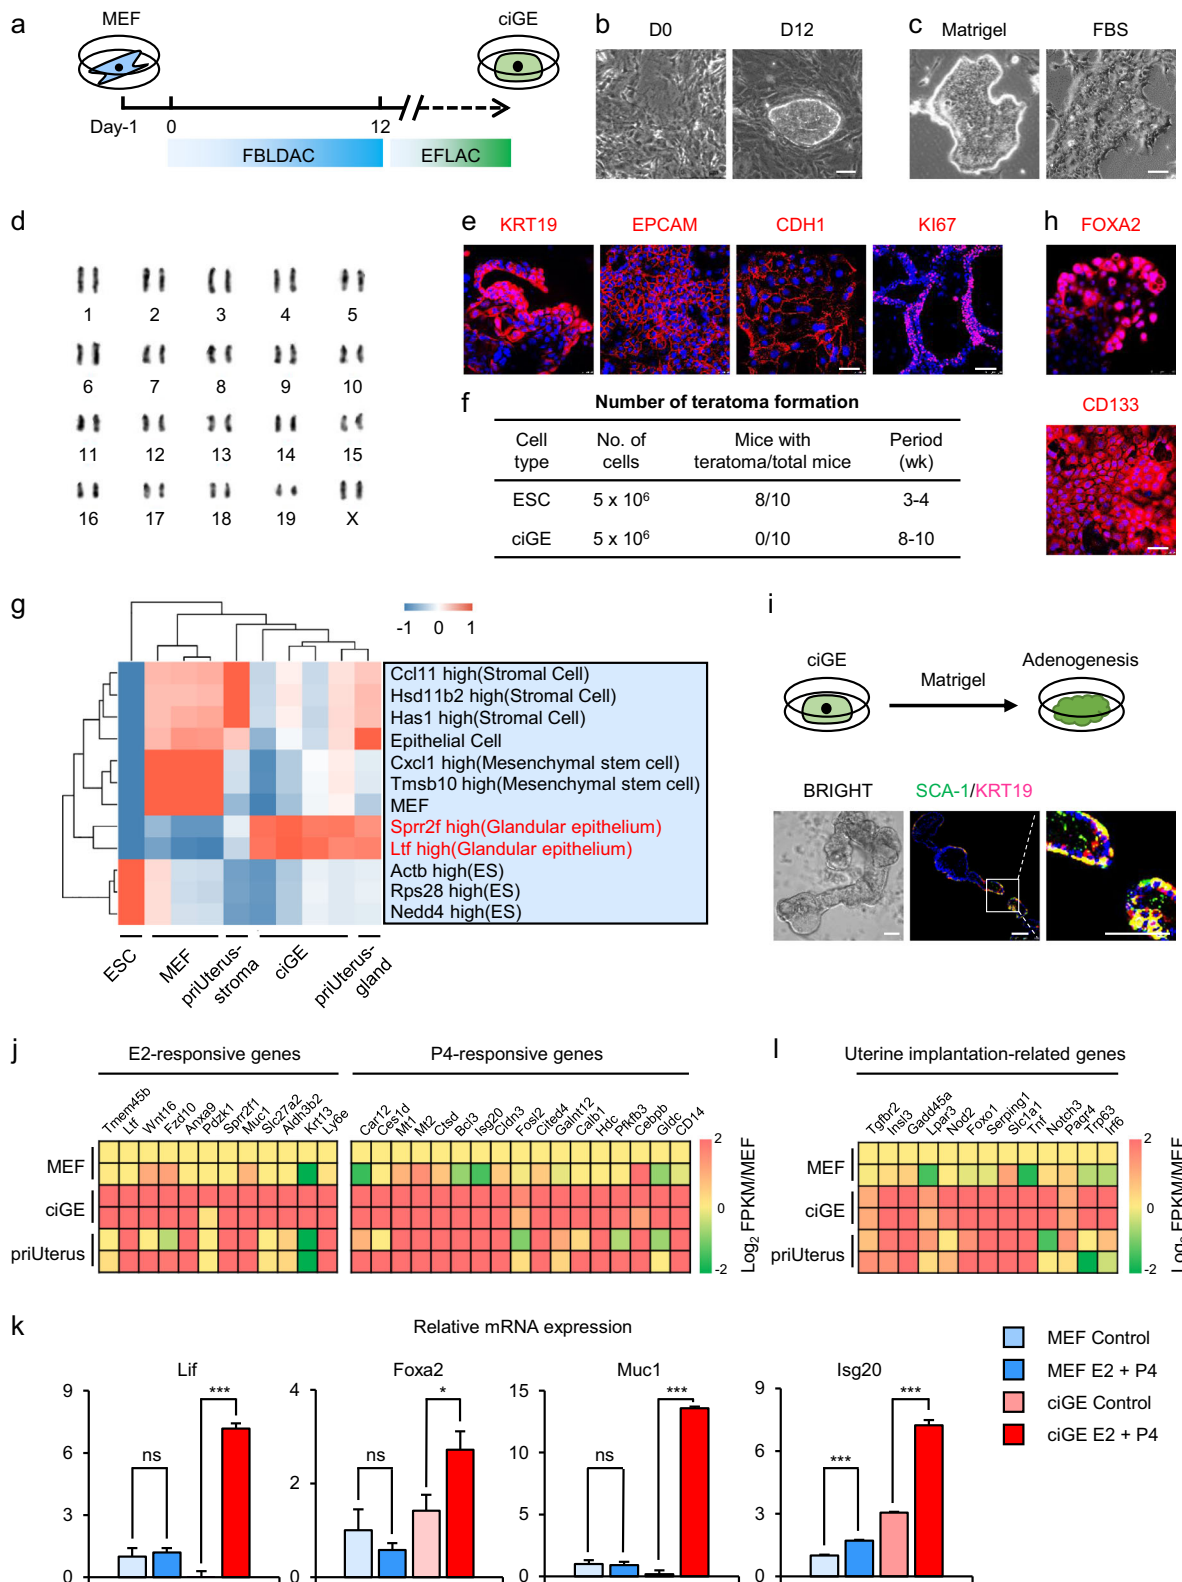 a
MEF
ciGE
Day-1
0
12
FBLDAC
EFLAC
b
D0
D12
c
Matrigel
FBS
d
1
2
3
4
5
6
7
8
9
10
11
12
13
14
15
16
17
18
19
X
e
KRT19
EPCAM
CDH1
KI67
h
FOXA2
CD133
f
Number of teratoma formation
Cell type
No. of cells
Mice with teratoma/total mice
Period (wk)
ESC
5 x 10⁶
8/10
3-4
ciGE
5 x 10⁶
0/10
8-10
g
-1
0
1
Ccl11 high(Stromal Cell)
Hsd11b2 high(Stromal Cell)
Has1 high(Stromal Cell)
Epithelial Cell
Cxcl1 high(Mesenchymal stem cell)
Tmsb10 high(Mesenchymal stem cell)
MEF
Sprr2f high(Glandular epithelium)
Ltf high(Glandular epithelium)
Actb high(ES)
Rps28 high(ES)
Nedd4 high(ES)
ESC
MEF
priUterus-stroma
ciGE
priUterus-gland
i
ciGE
Matrigel
Adenogenesis
BRIGHT
SCA-1/KRT19
j
E2-responsive genes
P4-responsive genes
Tmem45b
Ltf
Wnt16
Fzd10
Anxa9
Pdzk1
Sprr2f1
Muc1
Slc27a2
Aldh3b2
Krt13
Ly6e
Car12
Ces1d
Mt1
Mt2
Ctsd
Bcl3
Isg20
Cldn3
Fosl2
Cited4
Galnt12
Calb1
Hdc
Pfkfb3
Cebpb
Gldc
CD14
MEF
ciGE
priUterus
2
0
-2
Log₂ FPKM/MEF
l
Uterine implantation-related genes
Tgfbr2
Insl3
Gadd45a
Lpar3
Nod2
Foxo1
Serping1
Slc1a1
Tnf
Notch3
Paqr4
Trp63
Irf6
MEF
ciGE
priUterus
2
0
-2
Log₂ FPKM/MEF
k
Relative mRNA expression
Lif
9
6
3
0
ns
***
Foxa2
4
2
0
ns
*
Muc1
15
10
5
0
ns
***
Isg20
9
6
3
0
***
***
MEF Control
MEF E2 + P4
ciGE Control
ciGE E2 + P4